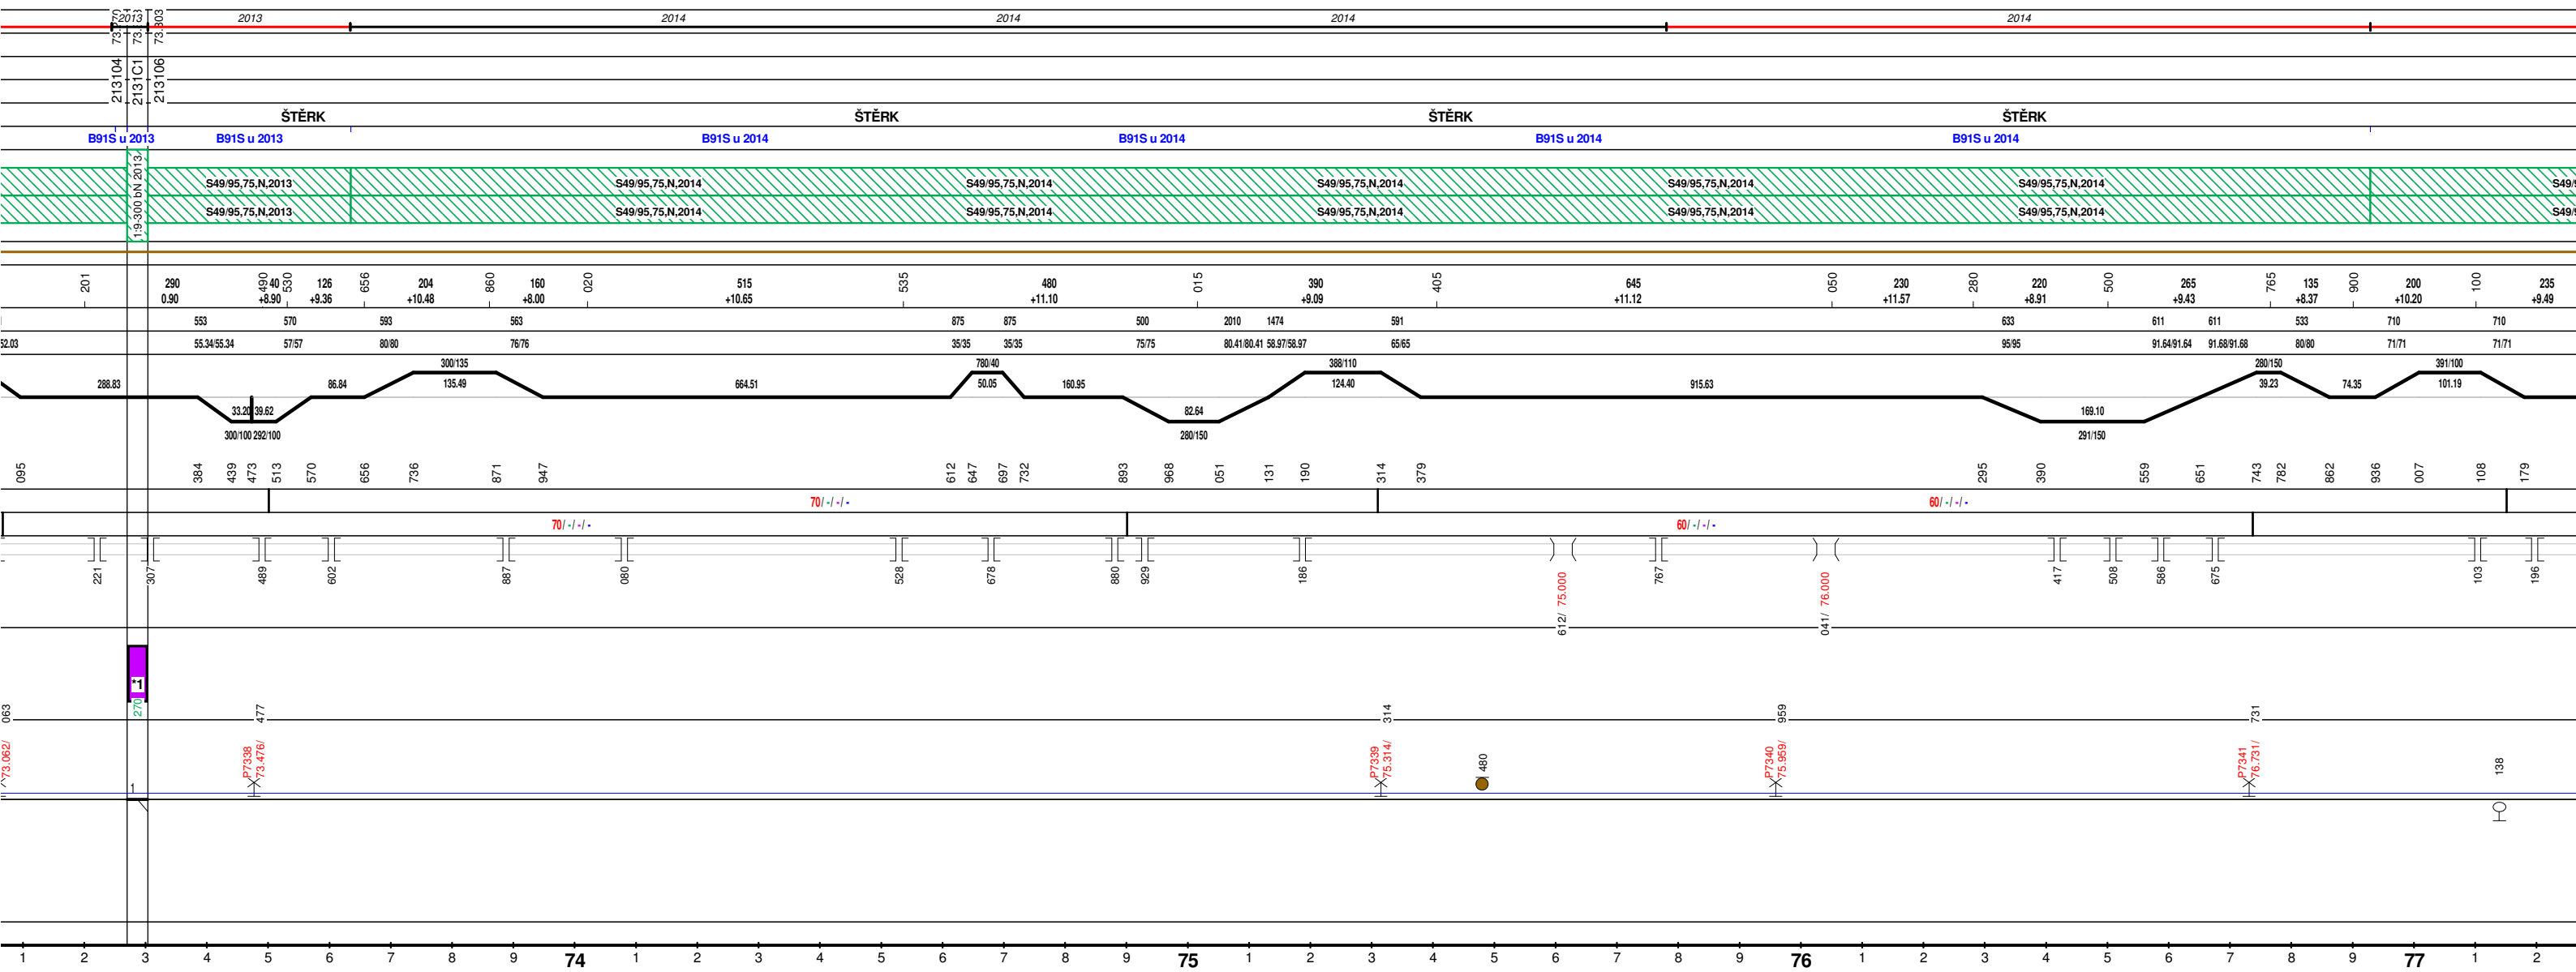 2013 2013 2014 2014 2014 2014
73. 73. 73.303
213104 2131C1 213106
ŠTĚRK ŠTĚRK ŠTĚRK ŠTĚRK
B91S u 2013 B91S u 2013 B91S u 2014 B91S u 2014 B91S u 2014 B91S u 2014
1:9-300 bN 2013
S49/95,75,N,2013 S49/95,75,N,2014 S49/95,75,N,2014 S49/95,75,N,2014 S49/95,75,N,2014 S49/95,75,N,2014 S49/
S49/95,75,N,2013 S49/95,75,N,2014 S49/95,75,N,2014 S49/95,75,N,2014 S49/95,75,N,2014 S49/95,75,N,2014 S49/
201 290 490 40 530 126 656 204 860 160 020 515 535 480 015 390 405 645 050 230 280 220 500 265 765 135 900 200 100 235
0.90 +8.90 +9.36 +10.48 +8.00 +10.65 +11.10 +9.09 +11.12 +11.57 +8.91 +9.43 +8.37 +10.20 +9.49
553 570 593 563 875 875 500 2010 1474 591 633 611 611 533 710 710
52.03 55.34/55.34 57/57 80/80 76/76 35/35 35/35 75/75 80.41/80.41 58.97/58.97 65/65 95/95 91.64/91.64 91.68/91.68 80/80 71/71 71/71
300/135 780/40 388/110 280/150 391/100
288.83 86.84 135.49 664.51 50.05 160.95 124.40 915.63 39.23 74.35 101.19
33.20 39.62 82.64 169.10
300/100 292/100 280/150 291/150
095 384 439 473 513 570 656 736 871 947 612 647 697 732 893 968 051 131 190 314 379 295 390 559 651 743 782 862 936 007 108 179
70/ -/ -/ - 60/ -/ -/ -
70/ -/ -/ - 60/ -/ -/ -
221 307 489 602 887 080 528 678 880 929 186 612/ 75.000 767 041/ 76.000 417 508 586 675 103 196
*1
270
063 477 314 959 731
73.062/ P7338 73.476/ P7339 75.314/ 480 P7340 75.959/ P7341 76.731/ 138
1
1 2 3 4 5 6 7 8 9 74 1 2 3 4 5 6 7 8 9 75 1 2 3 4 5 6 7 8 9 76 1 2 3 4 5 6 7 8 9 77 1 2